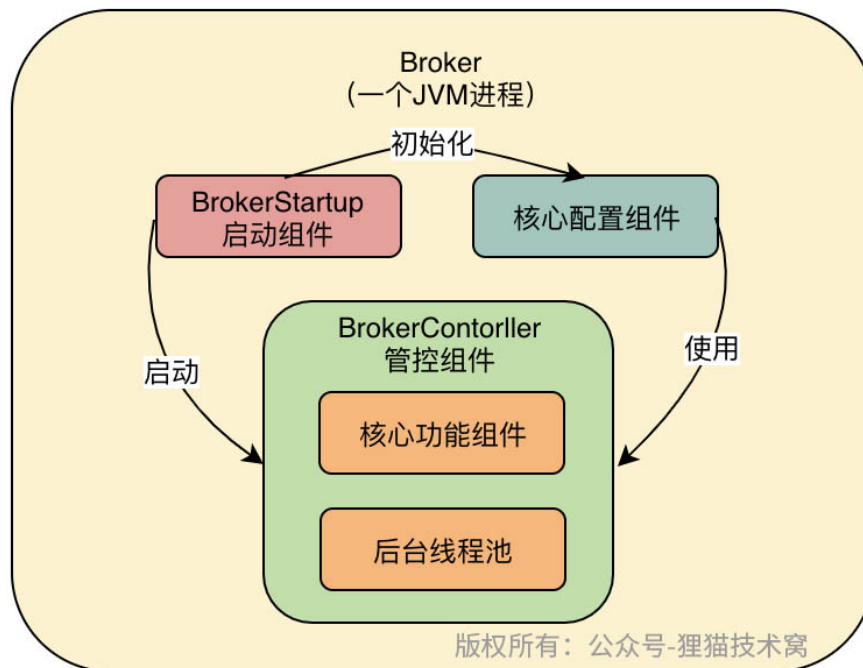 Broker
（一个JVM进程）
初始化
BrokerStartup
启动组件
核心配置组件
BrokerContorller
管控组件
启动
使用
核心功能组件
后台线程池
版权所有：公众号-狸猫技术窝